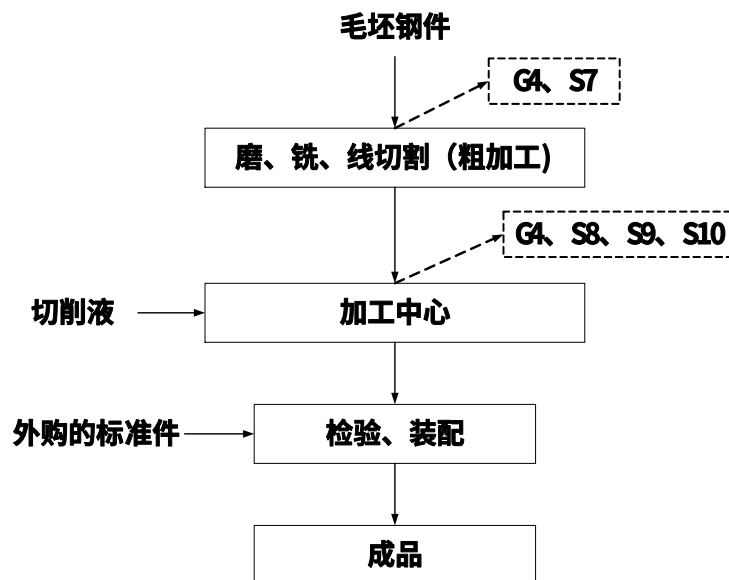 毛坯钢件
G4、S7
磨、铣、线切割（粗加工)
G4、S8、S9、S10
切削液
加工中心
外购的标准件
检验、装配
成品